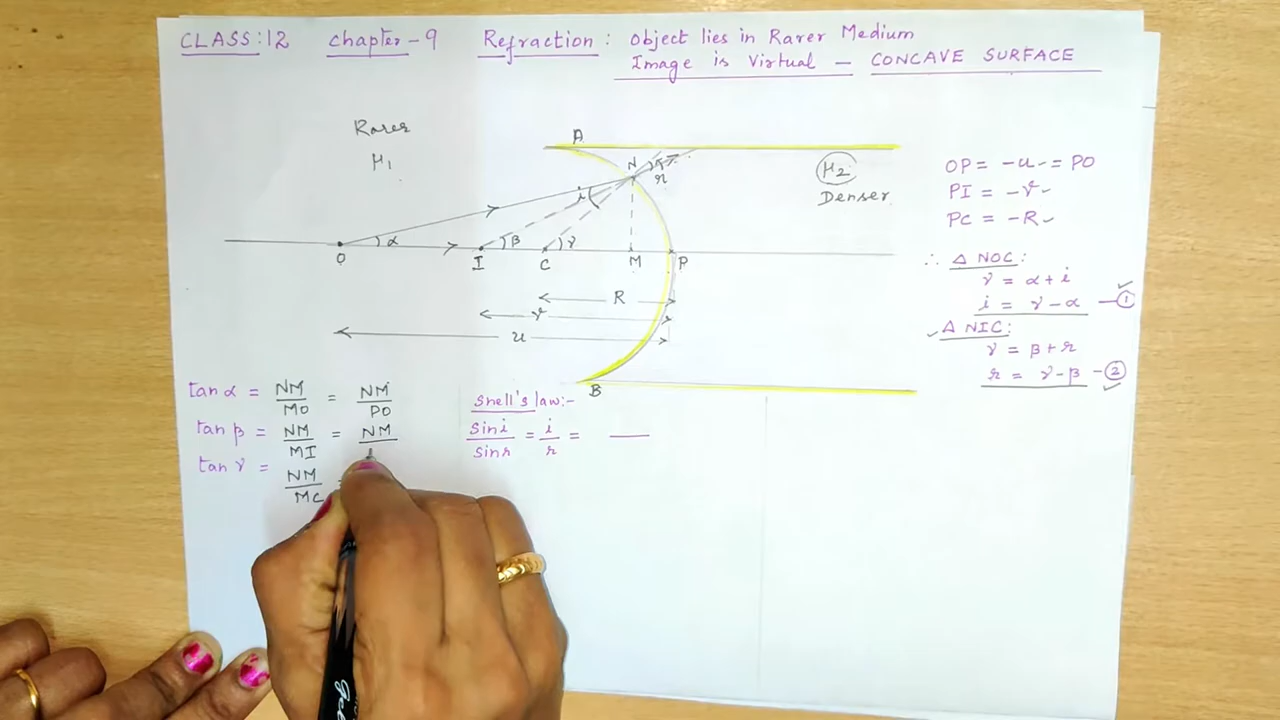 CLASS:12 Chapter-9 Refraction: Object lies in Rarer Medium
Image is Virtual – CONCAVE SURFACE
Rarer
μ1
A
N
i
r
μ2
Denser
α
β
γ
O
I
C
M
P
R
v
u
B
OP = -u = PO
PI = -v
PC = -R
∴ Δ NOC:
γ = α + i
i = γ - α — ①
Δ NIC:
γ = β + r
r = γ - β — ②
tan α = NM/MO = NM/PO
tan β = NM/MI = NM/
tan γ = NM/MC =
Snell's law:-
sin i/sin r = i/r = —